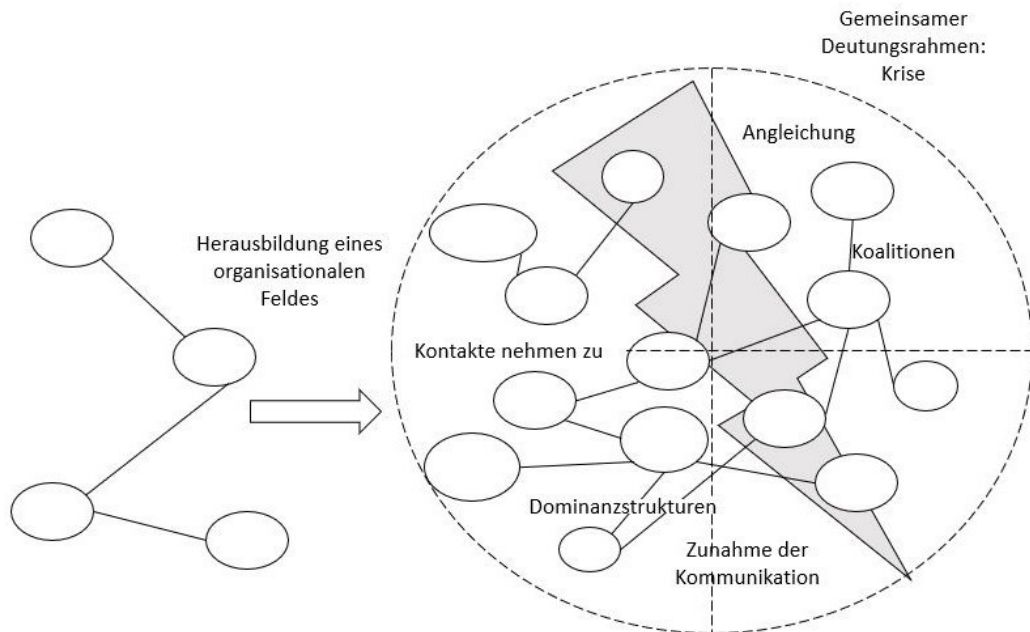 Gemeinsamer
Deutungsrahmen:
Krise
Angleichung
Herausbildung eines
organisationalen
Feldes
Koalitionen
Kontakte nehmen zu
Dominanzstrukturen
Zunahme der
Kommunikation